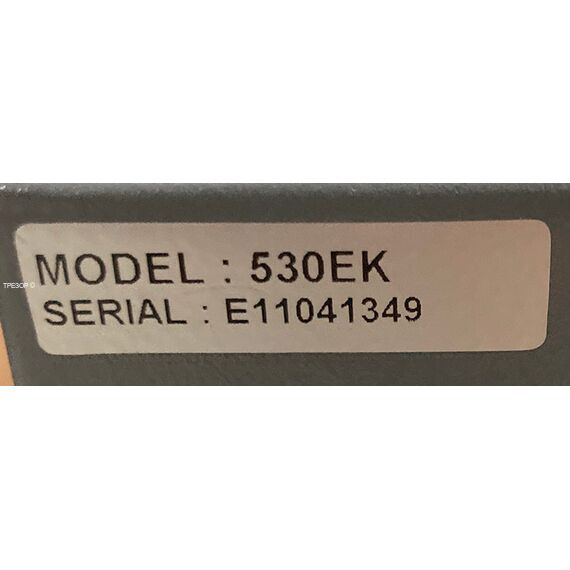 MODEL : 530EK
ТРЕЗОР ©
SERIAL : E11041349